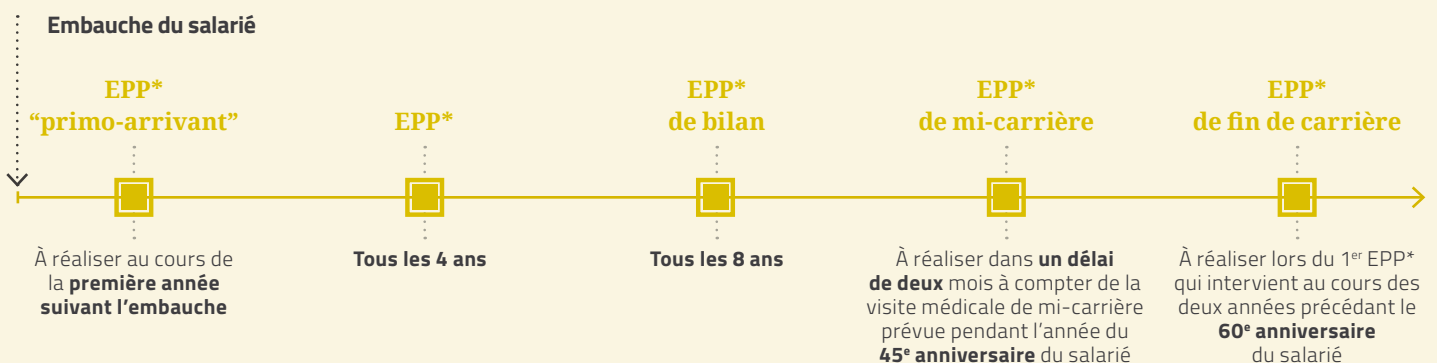 Embauche du salarié
EPP*
“primo-arrivant”
À réaliser au cours de
la première année
suivant l’embauche
EPP*
Tous les 4 ans
EPP*
de bilan
Tous les 8 ans
EPP*
de mi-carrière
À réaliser dans un délai
de deux mois à compter de la
visite médicale de mi-carrière
prévue pendant l’année du
45e anniversaire du salarié
EPP*
de fin de carrière
À réaliser lors du 1er EPP*
qui intervient au cours des
deux années précédant le
60e anniversaire
du salarié